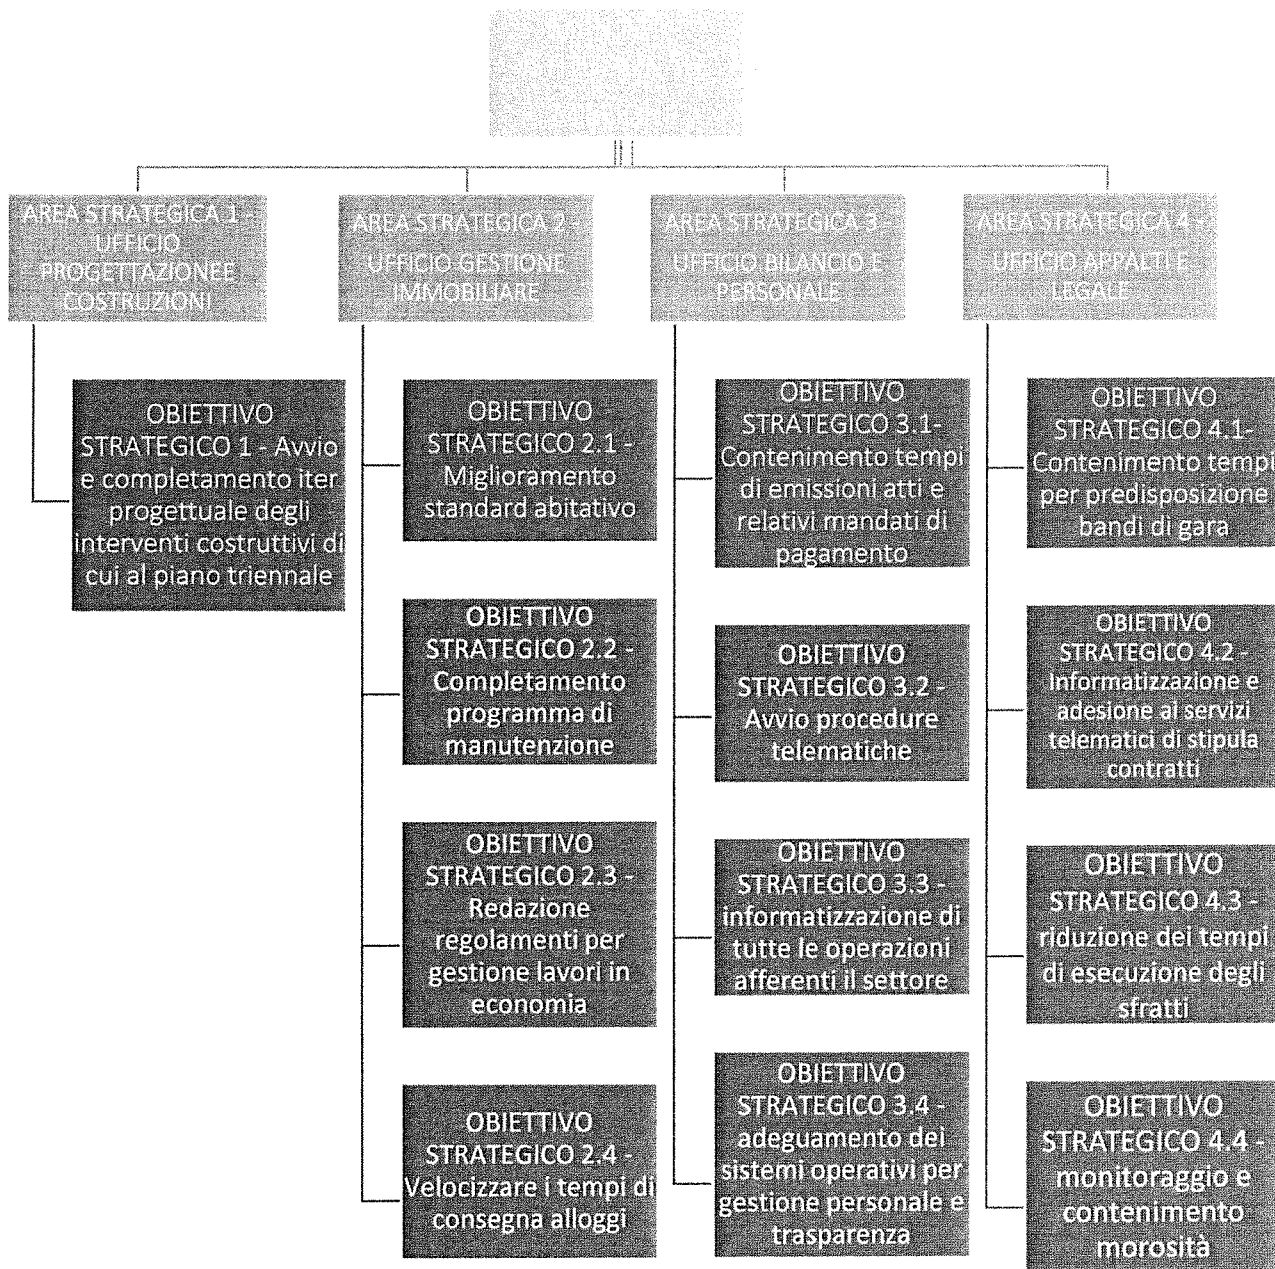 AREA STRATEGICA 1 -
UFFICIO
PROGETTAZIONEE
COSTRUZIONI
OBIETTIVO
STRATEGICO 1 - Avvio
e completamento iter
progettuale degli
interventi costruttivi di
cui al piano triennale
AREA STRATEGICA 2 -
UFFICIO GESTIONE
IMMOBILIARE
OBIETTIVO
STRATEGICO 2.1 -
Miglioramento
standard abitativo
OBIETTIVO
STRATEGICO 2.2 -
Completamento
programma di
manutenzione
OBIETTIVO
STRATEGICO 2.3 -
Redazione
regolamenti per
gestione lavori in
economia
OBIETTIVO
STRATEGICO 2.4 -
Velocizzare i tempi di
consegna alloggi
AREA STRATEGICA 3 -
UFFICIO BILANCIO E
PERSONALE
OBIETTIVO
STRATEGICO 3.1-
Contenimento tempi
di emissioni atti e
relativi mandati di
pagamento
OBIETTIVO
STRATEGICO 3.2 -
Avvio procedure
telematiche
OBIETTIVO
STRATEGICO 3.3 -
informatizzazione di
tutte le operazioni
afferenti il settore
OBIETTIVO
STRATEGICO 3.4 -
adeguamento dei
sistemi operativi per
gestione personale e
trasparenza
AREA STRATEGICA 4 -
UFFICIO APPALTI E
LEGALE
OBIETTIVO
STRATEGICO 4.1-
Contenimento tempi
per predisposizione
bandi di gara
OBIETTIVO
STRATEGICO 4.2 -
Informatizzazione e
adesione ai servizi
telematici di stipula
contratti
OBIETTIVO
STRATEGICO 4.3 -
riduzione dei tempi
di esecuzione degli
sfratti
OBIETTIVO
STRATEGICO 4.4 -
monitoraggio e
contenimento
morosità